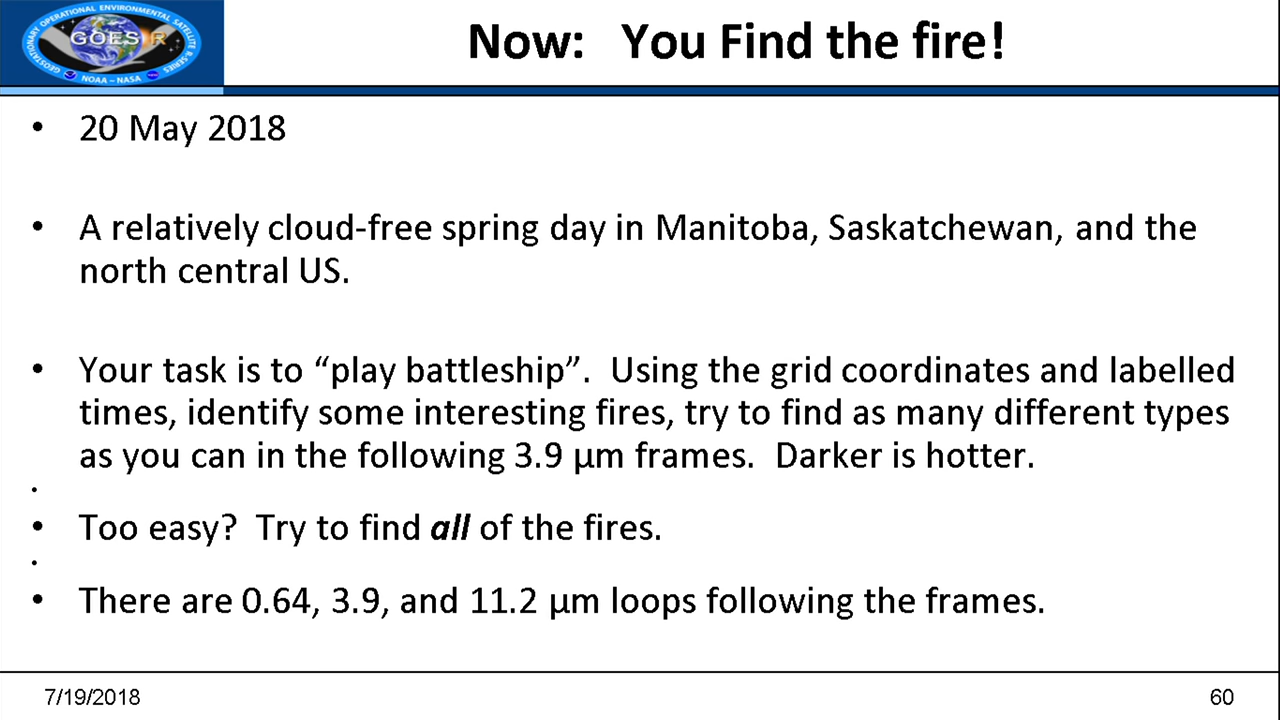 GEOSTATIONARY OPERATIONAL ENVIRONMENTAL SATELLITE R-SERIES
GOES R
NOAA – NASA
Now: You Find the fire!
• 20 May 2018
• A relatively cloud-free spring day in Manitoba, Saskatchewan, and the
north central US.
• Your task is to “play battleship”. Using the grid coordinates and labelled
times, identify some interesting fires, try to find as many different types
as you can in the following 3.9 µm frames. Darker is hotter.
•
• Too easy? Try to find all of the fires.
•
• There are 0.64, 3.9, and 11.2 µm loops following the frames.
7/19/2018
60